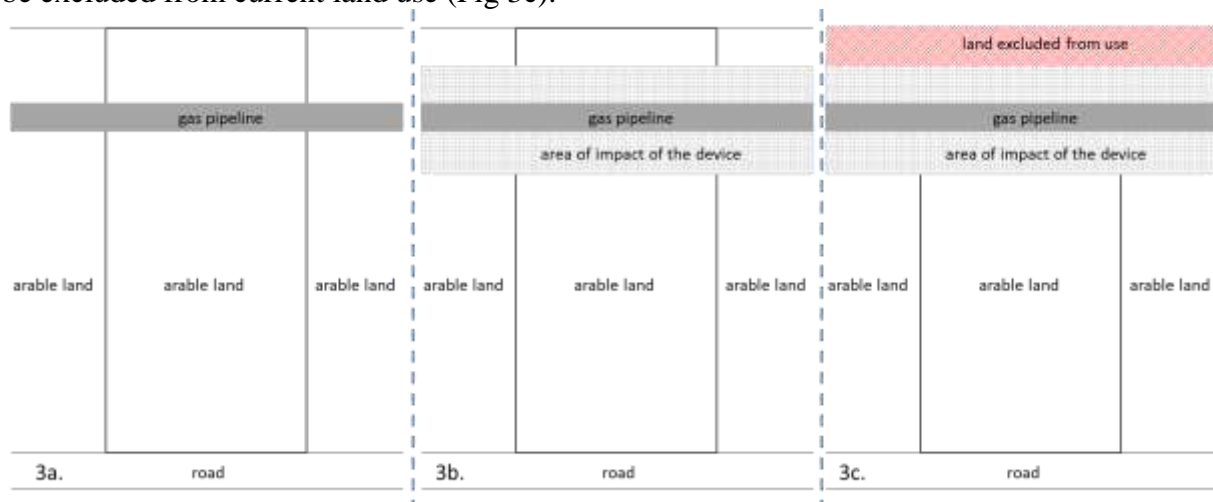 be excluded from current land use (Fig 3c).
land excluded from use
gas pipeline
gas pipeline
gas pipeline
area of impact of the device
area of impact of the device
arable land
arable land
arable land
arable land
arable land
arable land
arable land
arable land
arable land
3a.
road
3b.
road
3c.
road